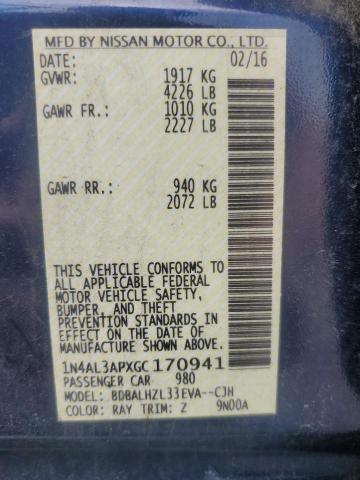 MFD BY NISSAN MOTOR CO., LTD.
DATE: 02/16
GVWR: 1917 KG
4226 LB
GAWR FR.: 1010 KG
2227 LB
GAWR RR.: 940 KG
2072 LB
THIS VEHICLE CONFORMS TO
ALL APPLICABLE FEDERAL
MOTOR VEHICLE SAFETY,
BUMPER, AND THEFT
PREVENTION STANDARDS IN
EFFECT ON THE DATE OF
MANUFACTURE SHOWN ABOVE.
1N4AL3APXGC170941
PASSENGER CAR 980
MODEL: BDBALHZL33EVA--CJH
COLOR: RAY TRIM: Z 9N00A